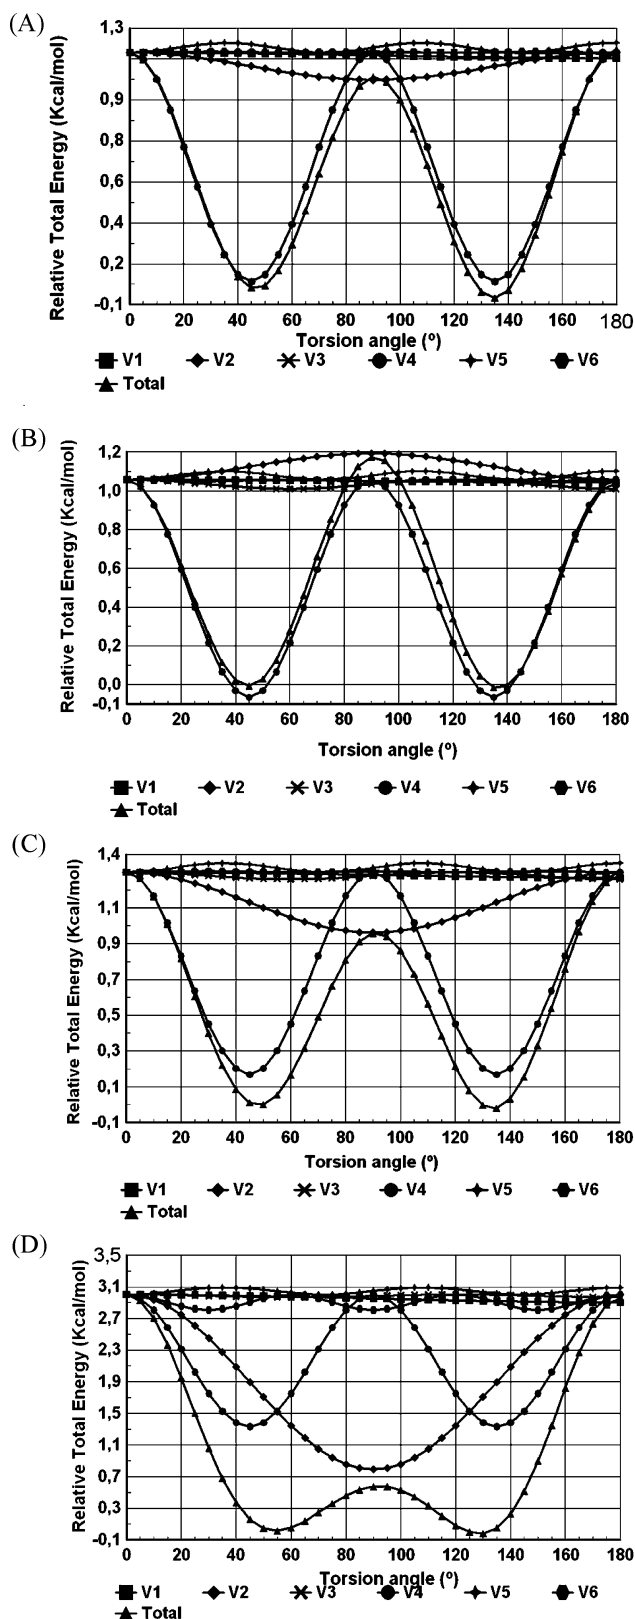 (A)
Relative Total Energy (Kcal/mol)
1,3
0,9
0,8
0,6
0,4
0,2
-0,1
0 20 40 60 80 100 120 140 160 180
Torsion angle (º)
V1 V2 V3 V4 V5 V6
Total
(B)
Relative Total Energy (Kcal/mol)
1,2
1,0
0,8
0,6
0,4
0,2
0,0
-0,1
0 20 40 60 80 100 120 140 160 180
Torsion angle (º)
V1 V2 V3 V4 V5 V6
Total
(C)
Relative Total Energy (Kcal/mol)
1,4
1,1
0,9
0,7
0,5
0,3
0,1
-0,1
0 20 40 60 80 100 120 140 160 180
Torsion angle (º)
V1 V2 V3 V4 V5 V6
Total
(D)
Relative Total Energy (Kcal/mol)
3,5
3,1
2,7
2,3
1,9
1,5
1,1
0,7
0,3
-0,1
0 20 40 60 80 100 120 140 160 180
Torsion angle (º)
V1 V2 V3 V4 V5 V6
Total